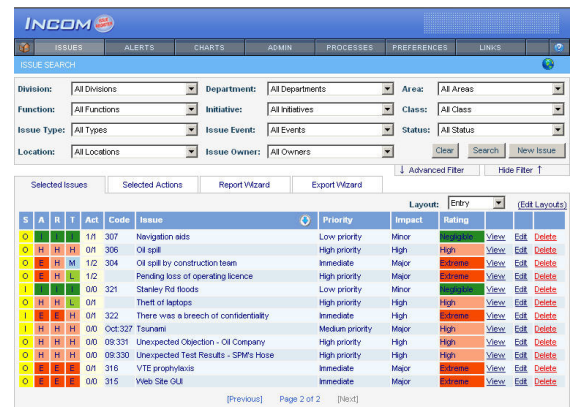 INCOM
ISSUES ALERTS CHARTS ADMIN PROCESSES PREFERENCES LINKS
ISSUE SEARCH
Division: All Divisions Department: All Departments Area: All Areas
Function: All Functions Initiative: All Initiatives Class: All Class
Issue Type: All Types Issue Event: All Events Status: All Status
Location: All Locations Issue Owner: All Owners Clear Search New Issue
↓ Advanced Filter Hide Filter ↑
Selected Issues Selected Actions Report Wizard Export Wizard
Layout: Entry (Edit Layouts)
S A R T Act Code Issue Priority Impact Rating
O I I I 1/1 307 Navigation aids Low priority Minor Negligible View Edit Delete
O H H H 0/1 306 Oil spill High priority High High View Edit Delete
O E H M 1/2 304 Oil spill by construction team Immediate Major Extreme View Edit Delete
O E H L 1/2 Pending loss of operating licence High priority Major Extreme View Edit Delete
I I I I 0/0 321 Stanley Rd floods Low priority Minor Negligible View Edit Delete
O H H L 0/1 Theft of laptops High priority High High View Edit Delete
I E E H 0/1 322 There was a breach of confidentiality Immediate High Extreme View Edit Delete
O H H H 0/0 Oct:327 Tsunami Medium priority Major High View Edit Delete
O H H H 0/0 09:331 Unexpected Objection - Oil Company High priority High High View Edit Delete
O H H H 0/0 09:330 Unexpected Test Results - SPM's Hose High priority High High View Edit Delete
O E E E 0/1 316 VTE prophylaxis Immediate Major Extreme View Edit Delete
O E E E 0/0 315 Web Site GUI High priority Major Extreme View Edit Delete
[Previous] Page 2 of 2 [Next]